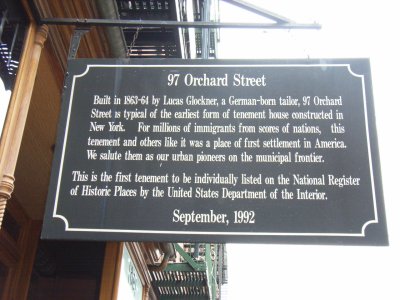 97 Orchard Street
Built in 1863-64 by Lucas Glockner, a German-born tailor, 97 Orchard
Street is typical of the earliest form of tenement house constructed in
New York. For millions of immigrants from scores of nations, this
tenement and others like it was a place of first settlement in America.
We salute them as our urban pioneers on the municipal frontier.
This is the first tenement to be individually listed on the National Register
of Historic Places by the United States Department of the Interior.
September, 1992